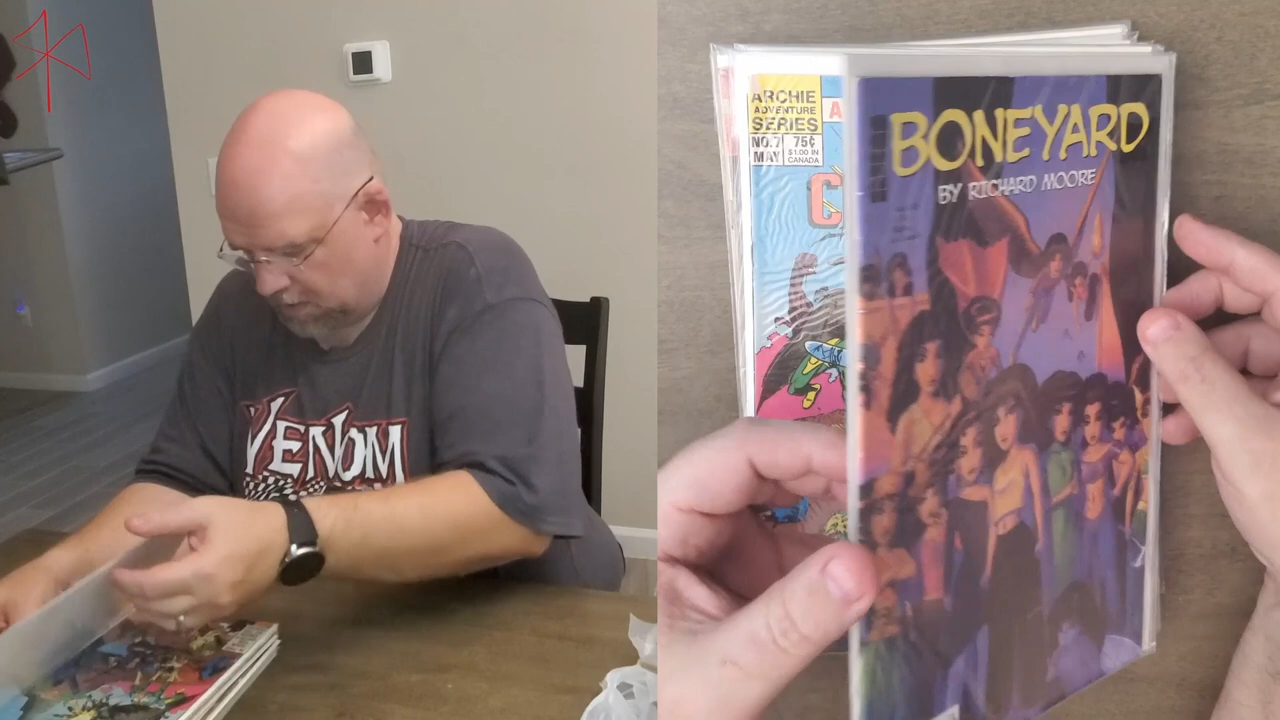 VENOM
ARCHIE
ADVENTURE
SERIES
NO.7 75¢
MAY $1.00 IN
CANADA
A
C
BONEYARD
BY RICHARD MOORE